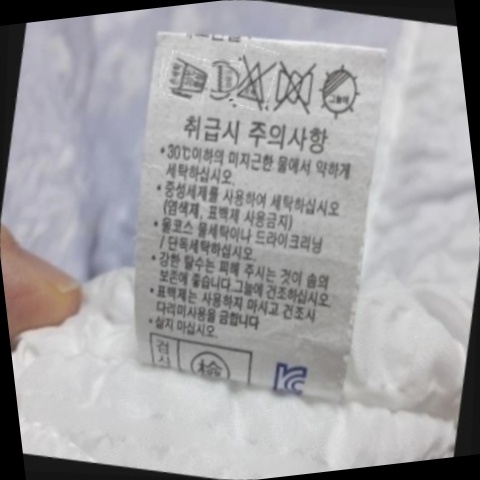 그늘에
취급시 주의사항
•30℃이하의 미지근한 물에서 약하게
세탁하십시오.
•중성세제를 사용하여 세탁하십시오
(염색제, 표백제 사용금지)
•울코스 물세탁이나 드라이크리닝
/ 단독세탁하십시오.
•강한 탈수는 피해 주시는 것이 솜의
보존에 좋습니다.그늘에 건조하십시오.
•표백제는 사용하지 마시고 건조시
다리미사용을 금합니다
•삶지 마십시오.
검
檢